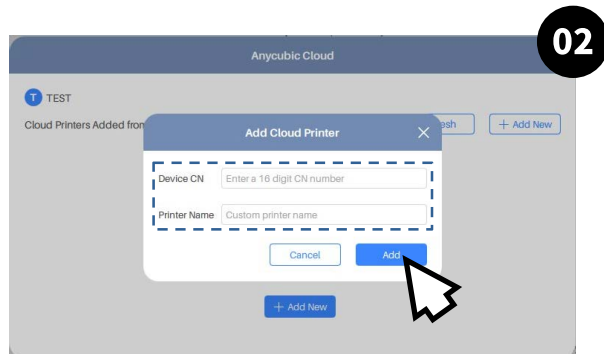 02
Anycubic Cloud
T TEST
Cloud Printers Added from
+ Add New
Add Cloud Printer
Device CN Enter a 16 digit CN number
Printer Name Custom printer name
Cancel Add
+ Add New